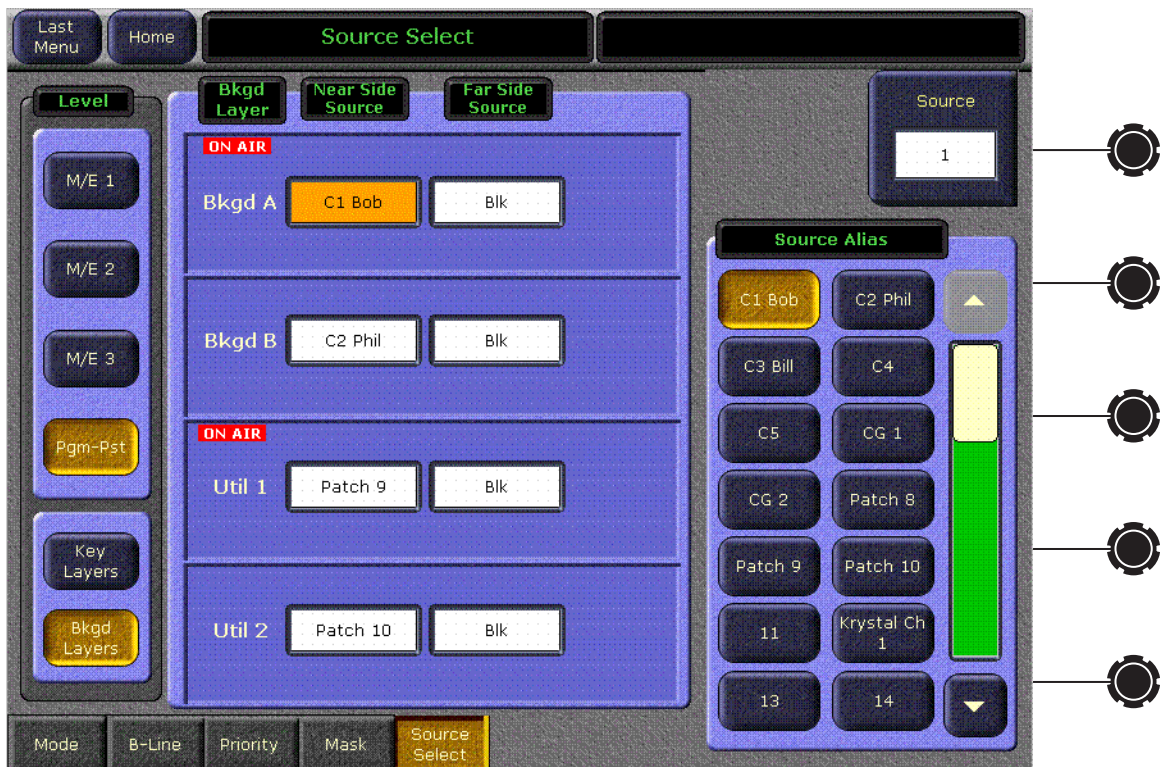 Last
Menu
Home
Source Select
Level
M/E 1
M/E 2
M/E 3
Pgm-Pst
Key
Layers
Bkgd
Layers
Bkgd
Layer
Near Side
Source
Far Side
Source
ON AIR
Bkgd A
C1 Bob
Blk
Bkgd B
C2 Phil
Blk
ON AIR
Util 1
Patch 9
Blk
Util 2
Patch 10
Blk
Source
1
Source Alias
C1 Bob
C2 Phil
C3 Bill
C4
C5
CG 1
CG 2
Patch 8
Patch 9
Patch 10
11
Krystal Ch
1
13
14
Mode
B-Line
Priority
Mask
Source
Select